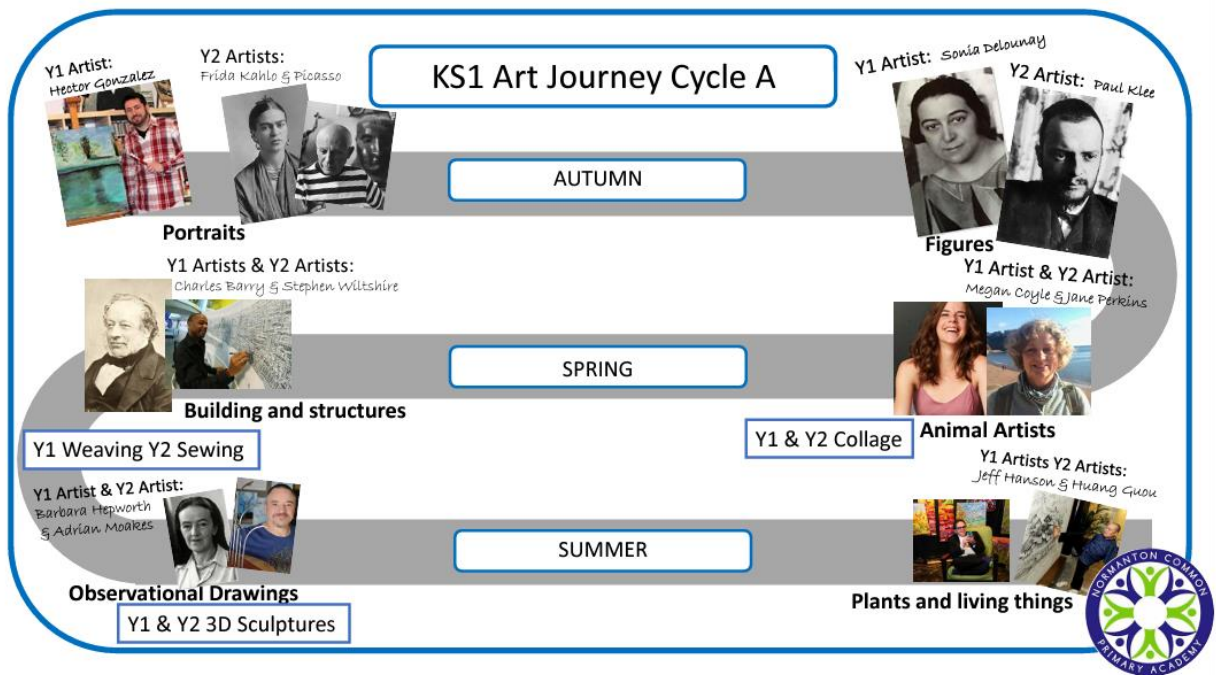 KS1 Art Journey Cycle A
Y1 Artist:
Hector Gonzalez
Y2 Artists:
Frida Kahlo & Picasso
Portraits
AUTUMN
Y1 Artist: Sonia Delounay
Y2 Artist: Paul Klee
Figures
Y1 Artists & Y2 Artists:
Charles Barry & Stephen Wiltshire
Building and structures
SPRING
Y1 Artist & Y2 Artist:
Megan Coyle & Jane Perkins
Animal Artists
Y1 & Y2 Collage
Y1 Weaving Y2 Sewing
Y1 Artist & Y2 Artist:
Barbara Hepworth
& Adrian Moakes
Observational Drawings
Y1 & Y2 3D Sculptures
SUMMER
Y1 Artists Y2 Artists:
Jeff Hanson & Huang Guou
Plants and living things
NORMANTON COMMON
PRIMARY ACADEMY